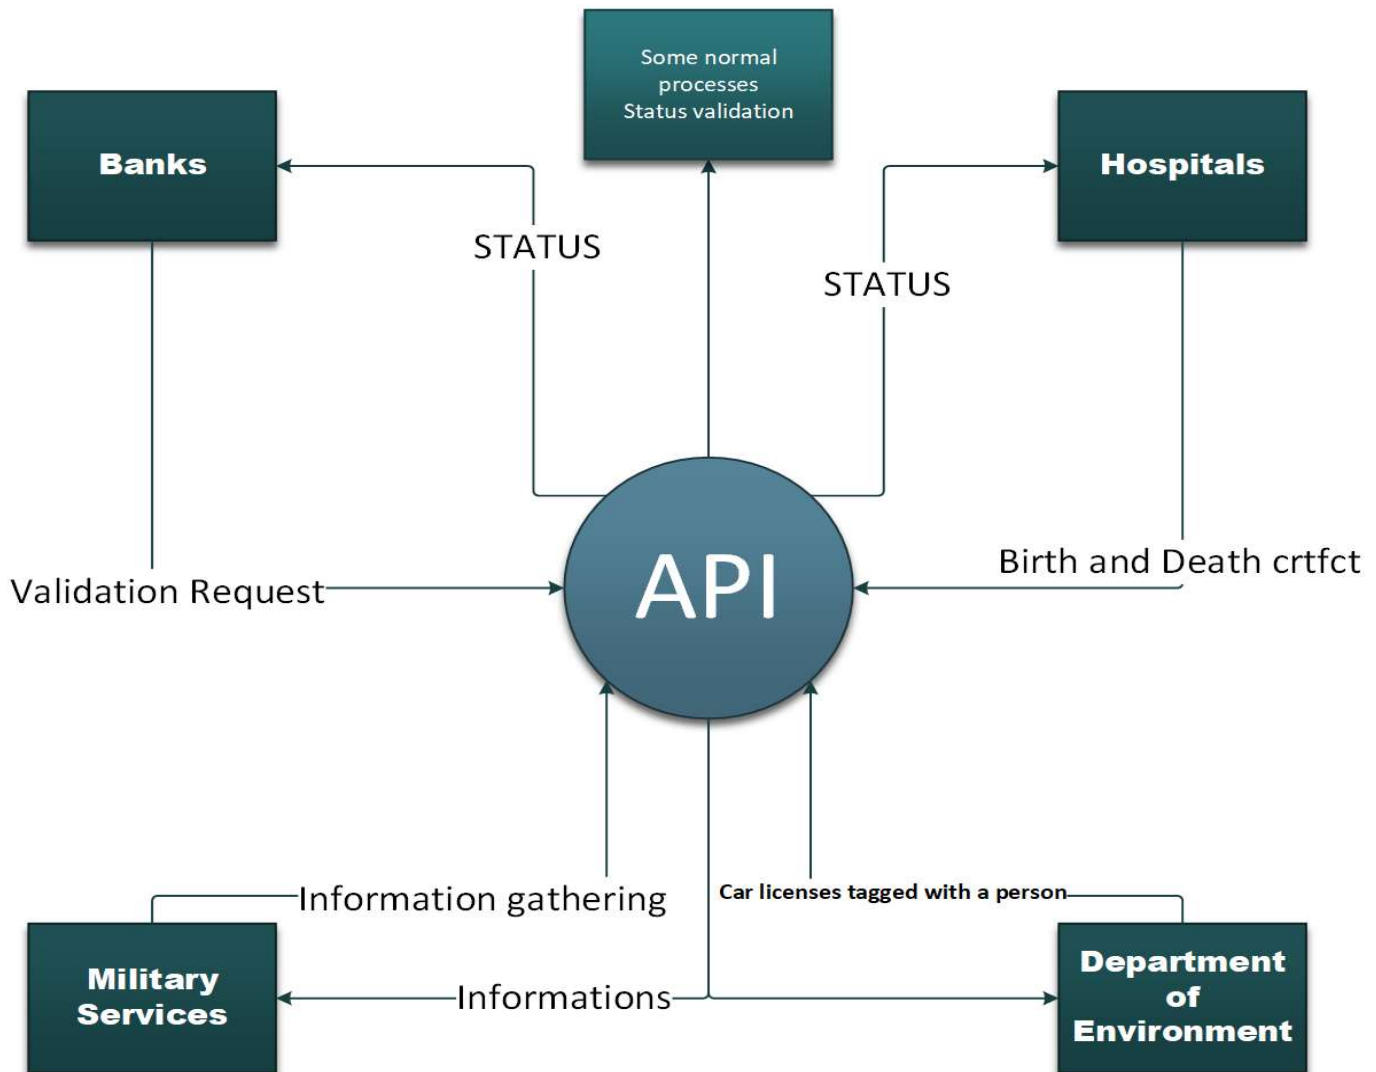 Some normal
processes
Status validation
Banks
Hospitals
STATUS
STATUS
API
Birth and Death crtfct
Validation Request
Information gathering
Car licenses tagged with a person
Military
Services
Informations
Department
of
Environment